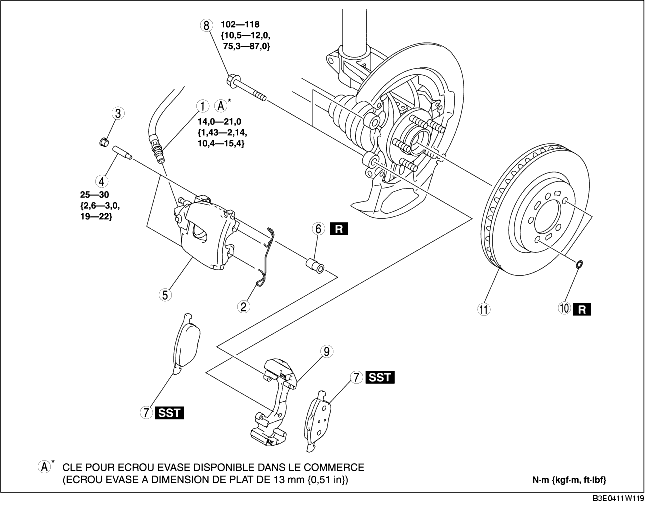 8 102—118
{10,5—12,0,
75,3—87,0}
3
1 A*
14,0—21,0
{1,43—2,14,
10,4—15,4}
4
25—30
{2,6—3,0,
19—22}
6 R
5
2
11
10 R
9
7 SST
7 SST
A* CLE POUR ECROU EVASE DISPONIBLE DANS LE COMMERCE
(ECROU EVASE A DIMENSION DE PLAT DE 13 mm {0,51 in})
N·m {kgf·m, ft·lbf}
B3E0411W119